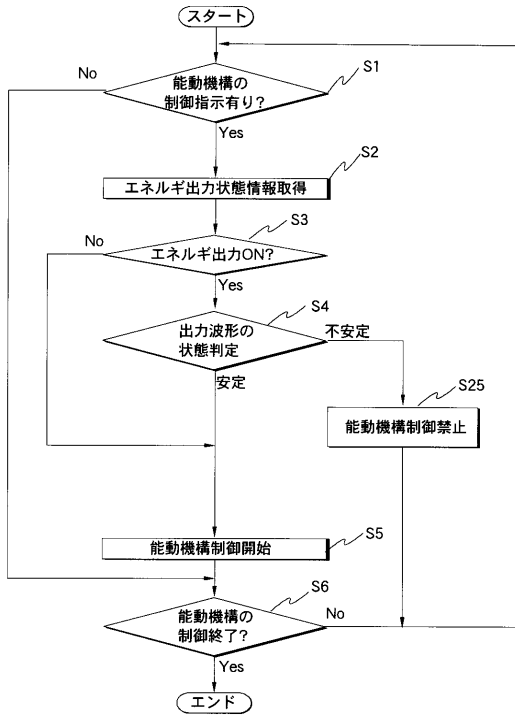 スタート
S1
No
能動機構の
制御指示有り?
Yes
S2
エネルギ出力状態情報取得
S3
No
エネルギ出力ON?
Yes
S4
出力波形の
状態判定
不安定
安定
S25
能動機構制御禁止
S5
能動機構制御開始
S6
能動機構の
制御終了?
No
Yes
エンド